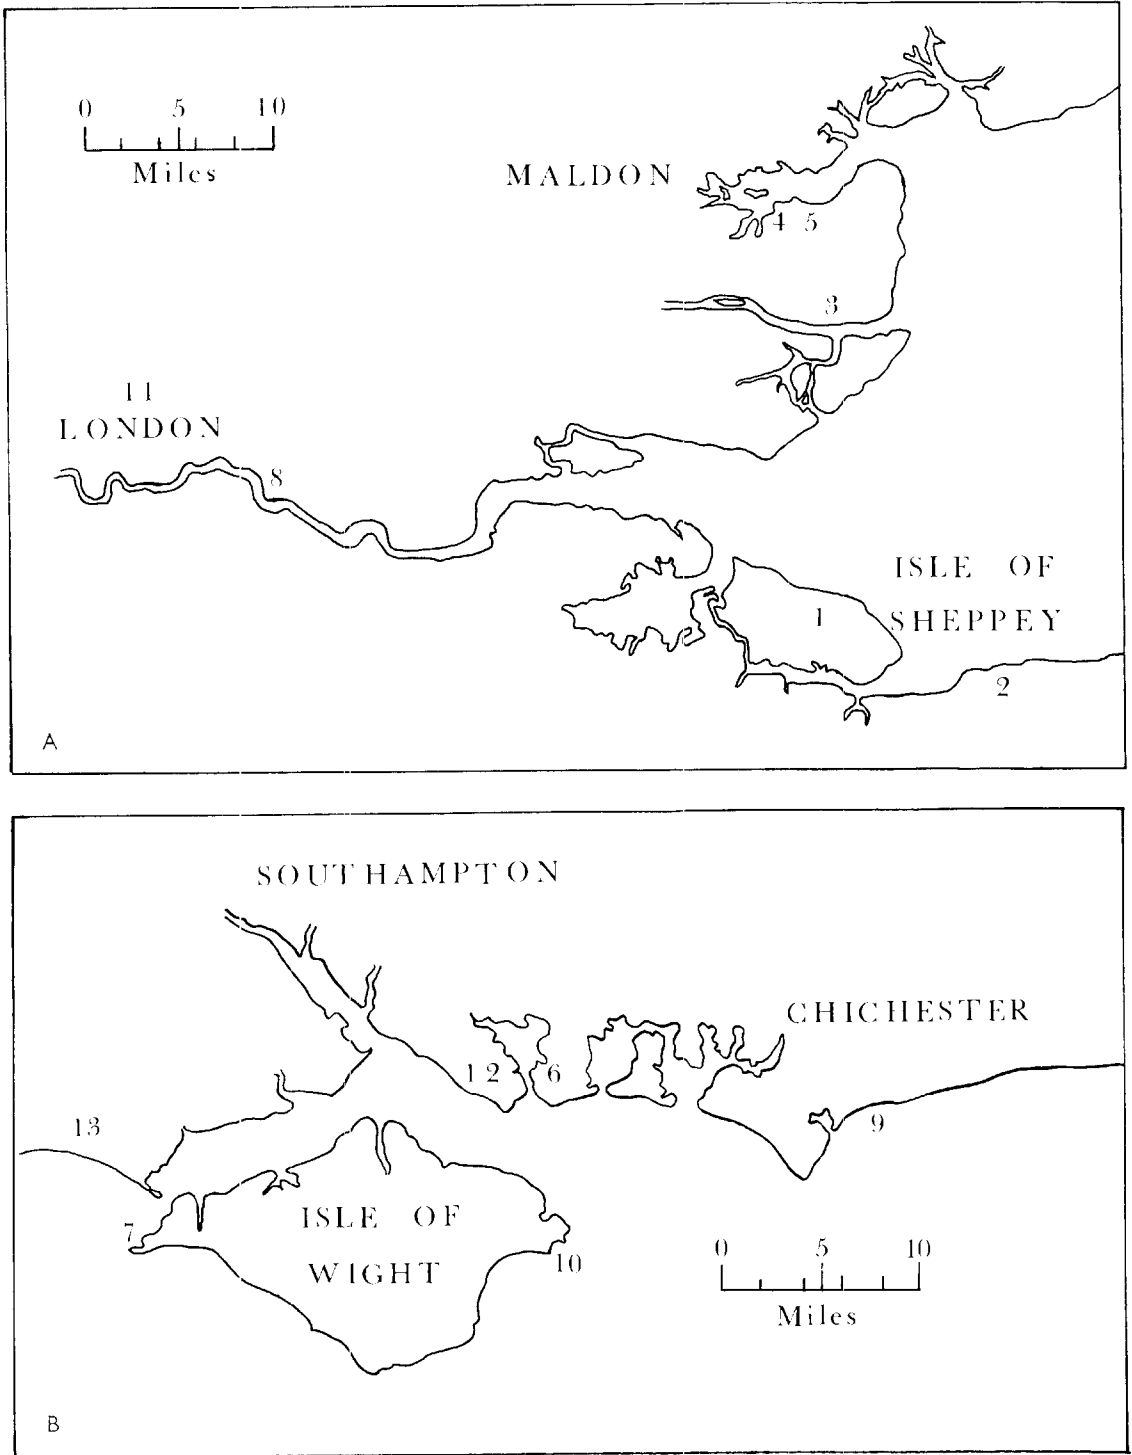 0 5 10
Miles
MALDON
4 5
3
11
LONDON
8
ISLE OF
1 SHEPPEY
2
A
SOUTHAMPTON
CHICHESTER
12 6
13
9
7
ISLE OF
WIGHT
10
0 5 10
Miles
B